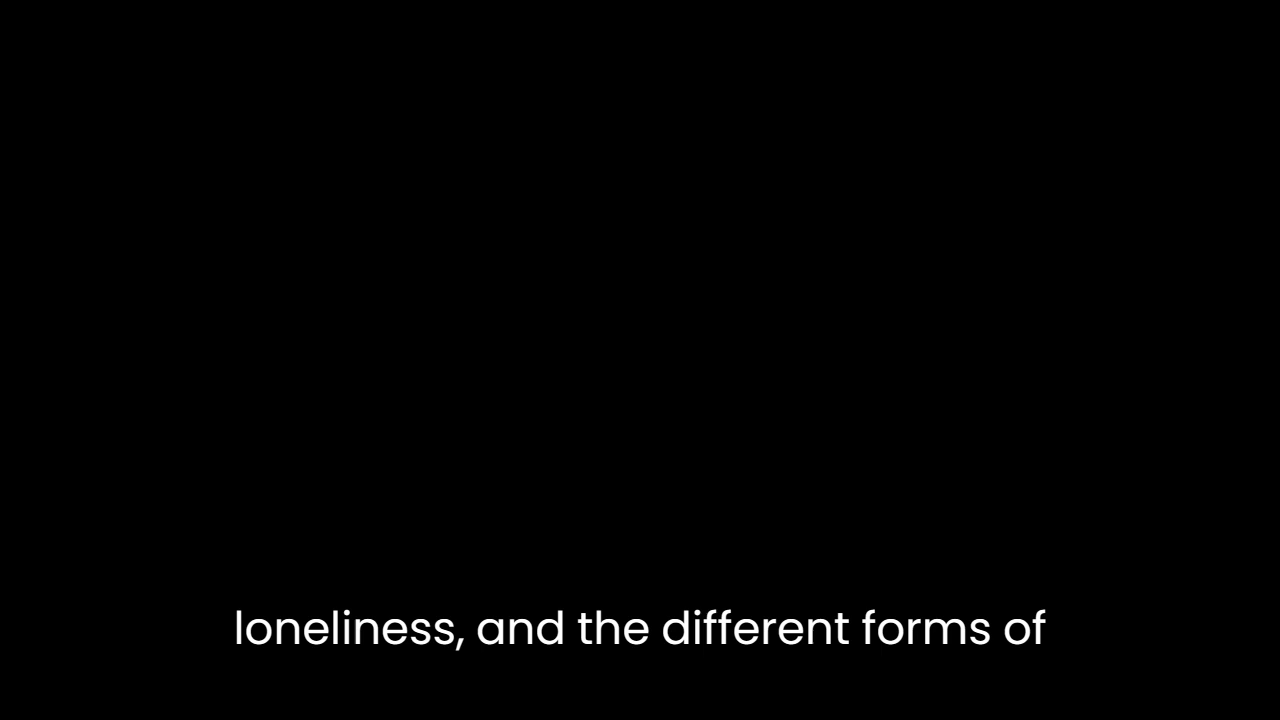 loneliness, and the different forms of